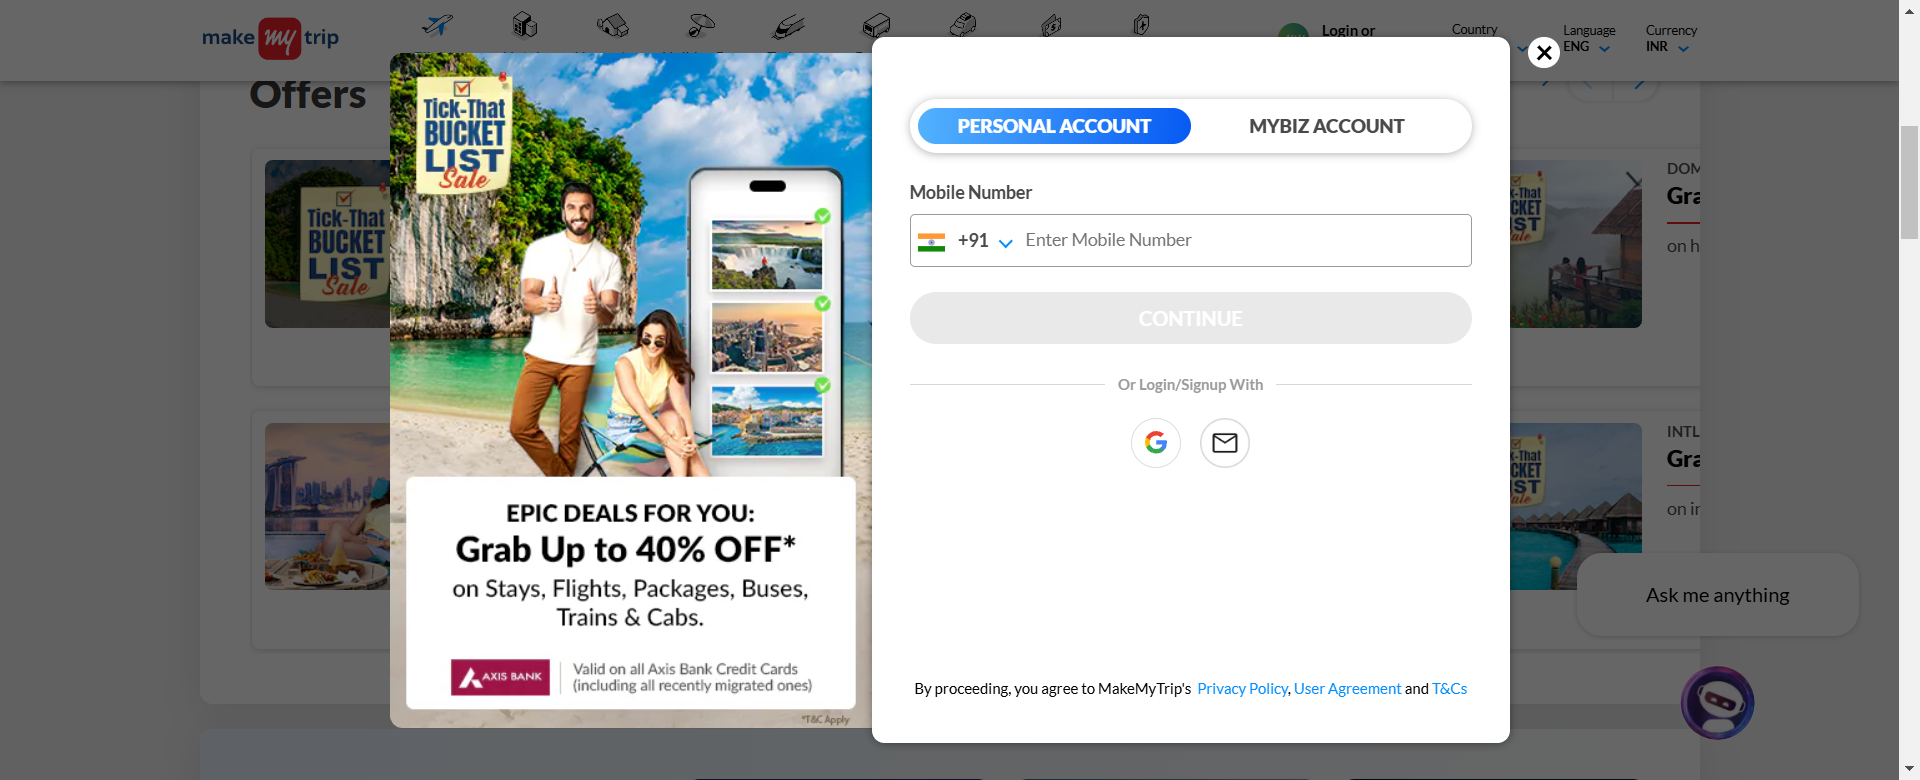 make my trip
Login or
Country
Language
ENG
Currency
INR
Offers
Tick-That
BUCKET
LIST
Sale
Tick-That
BUCKET
LIST
Sale
EPIC DEALS FOR YOU:
Grab Up to 40% OFF*
on Stays, Flights, Packages, Buses,
Trains & Cabs.
AXIS BANK
Valid on all Axis Bank Credit Cards
(including all recently migrated ones)
*T&C Apply
PERSONAL ACCOUNT
MYBIZ ACCOUNT
Mobile Number
+91
Enter Mobile Number
CONTINUE
Or Login/Signup With
By proceeding, you agree to MakeMyTrip's Privacy Policy, User Agreement and T&Cs
DOM
Gra
on h
INTL
Gra
on in
Ask me anything